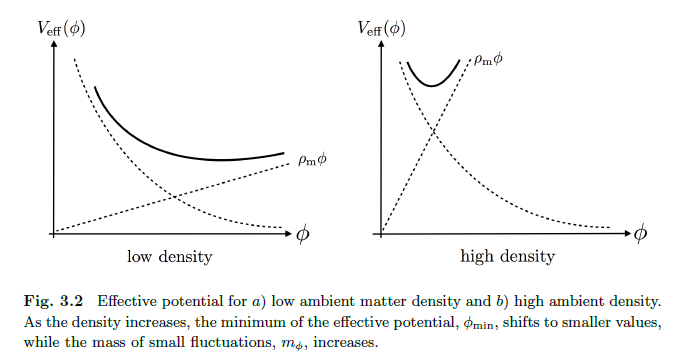 V_eff(ϕ)
ρ_mϕ
ϕ
low density
V_eff(ϕ)
ρ_mϕ
ϕ
high density
Fig. 3.2 Effective potential for a) low ambient matter density and b) high ambient density.
As the density increases, the minimum of the effective potential, ϕ_min, shifts to smaller values,
while the mass of small fluctuations, m_ϕ, increases.